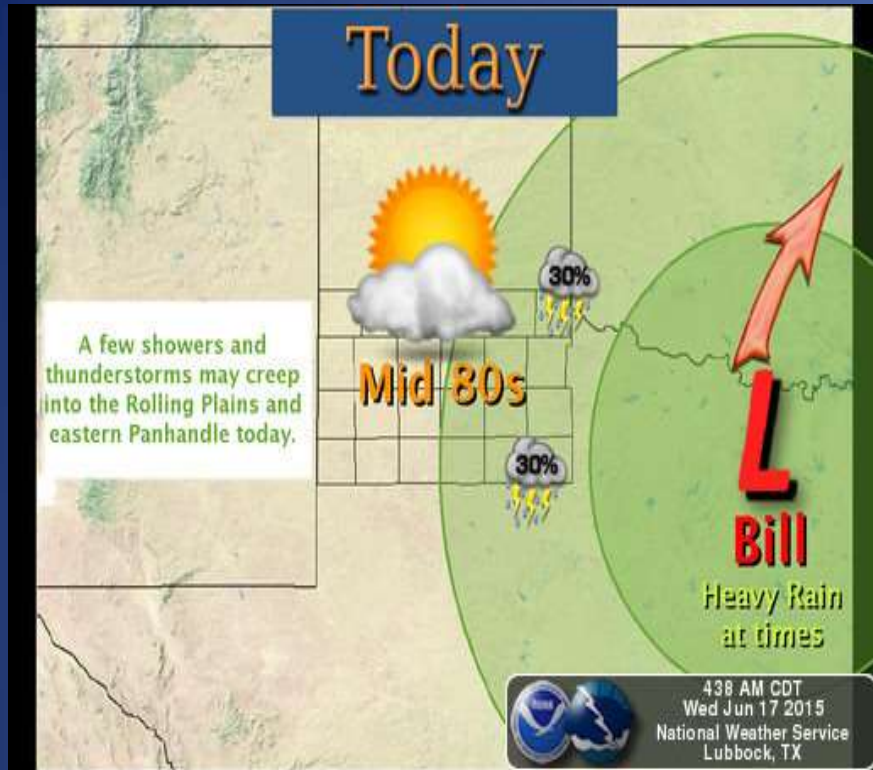 Today
30%
A few showers and
thunderstorms may creep
into the Rolling Plains and
eastern Panhandle today.
Mid 80s
30%
L
Bill
Heavy Rain
at times
438 AM CDT
Wed Jun 17 2015
National Weather Service
Lubbock, TX